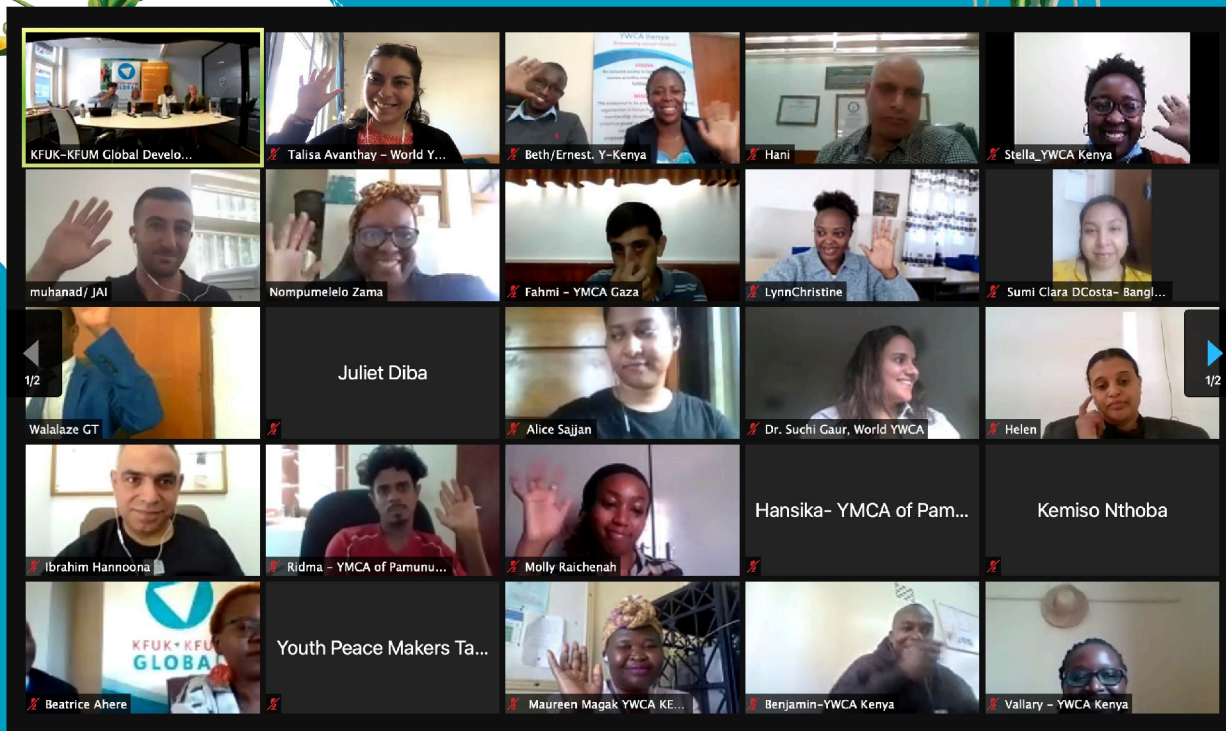 KFUK-KFUM Global Develo...
GLOBAL
Talisa Avanthay – World Y...
YWCA Kenya
Beth/Ernest. Y-Kenya
Hani
Stella_YWCA Kenya
muhanad/ JAI
Nompumelelo Zama
Fahmi – YMCA Gaza
LynnChristine
Sumi Clara DCosta- Bangl...
1/2
Walalaze GT
Juliet Diba
Alice Sajjan
Dr. Suchi Gaur, World YWCA
Helen
1/2
Ibrahim Hannoona
Ridma – YMCA of Pamunu...
Molly Raichenah
Hansika- YMCA of Pam...
Kemiso Nthoba
KFUK KFU
GLOBA
Beatrice Ahere
Youth Peace Makers Ta...
Maureen Magak YWCA KE...
Benjamin-YWCA Kenya
Vallary – YWCA Kenya